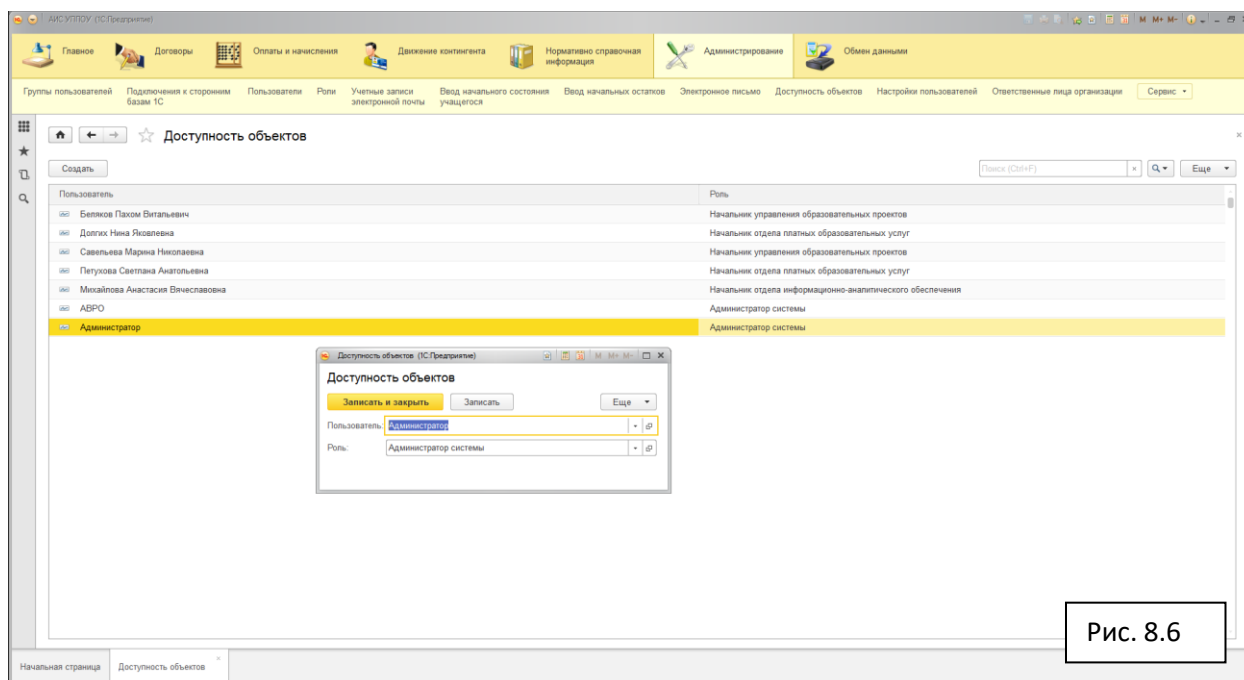 АИС УППОУ (1С:Предприятие)
M M+ M-
Главное Договоры Оплаты и начисления Движение контингента Нормативно справочная информация Администрирование Обмен данными
Группы пользователей Подключения к сторонним базам 1С Пользователи Роли Учетные записи электронной почты Ввод начального состояния учащегося Ввод начальных остатков Электронное письмо Доступность объектов Настройки пользователей Ответственные лица организации Сервис
Доступность объектов
Создать Поиск (Ctrl+F) × Еще
Пользователь Роль
Беляков Пахом Витальевич Начальник управления образовательных проектов
Долгих Нина Яковлевна Начальник отдела платных образовательных услуг
Савельева Марина Николаевна Начальник управления образовательных проектов
Петухова Светлана Анатольевна Начальник отдела платных образовательных услуг
Михайлова Анастасия Вячеславовна Начальник отдела информационно-аналитического обеспечения
АВРО Администратор системы
Администратор Администратор системы
Доступность объектов (1С:Предприятие) M M+ M-
Доступность объектов
Записать и закрыть Записать Еще
Пользователь: Администратор
Роль: Администратор системы
Рис. 8.6
Начальная страница Доступность объектов